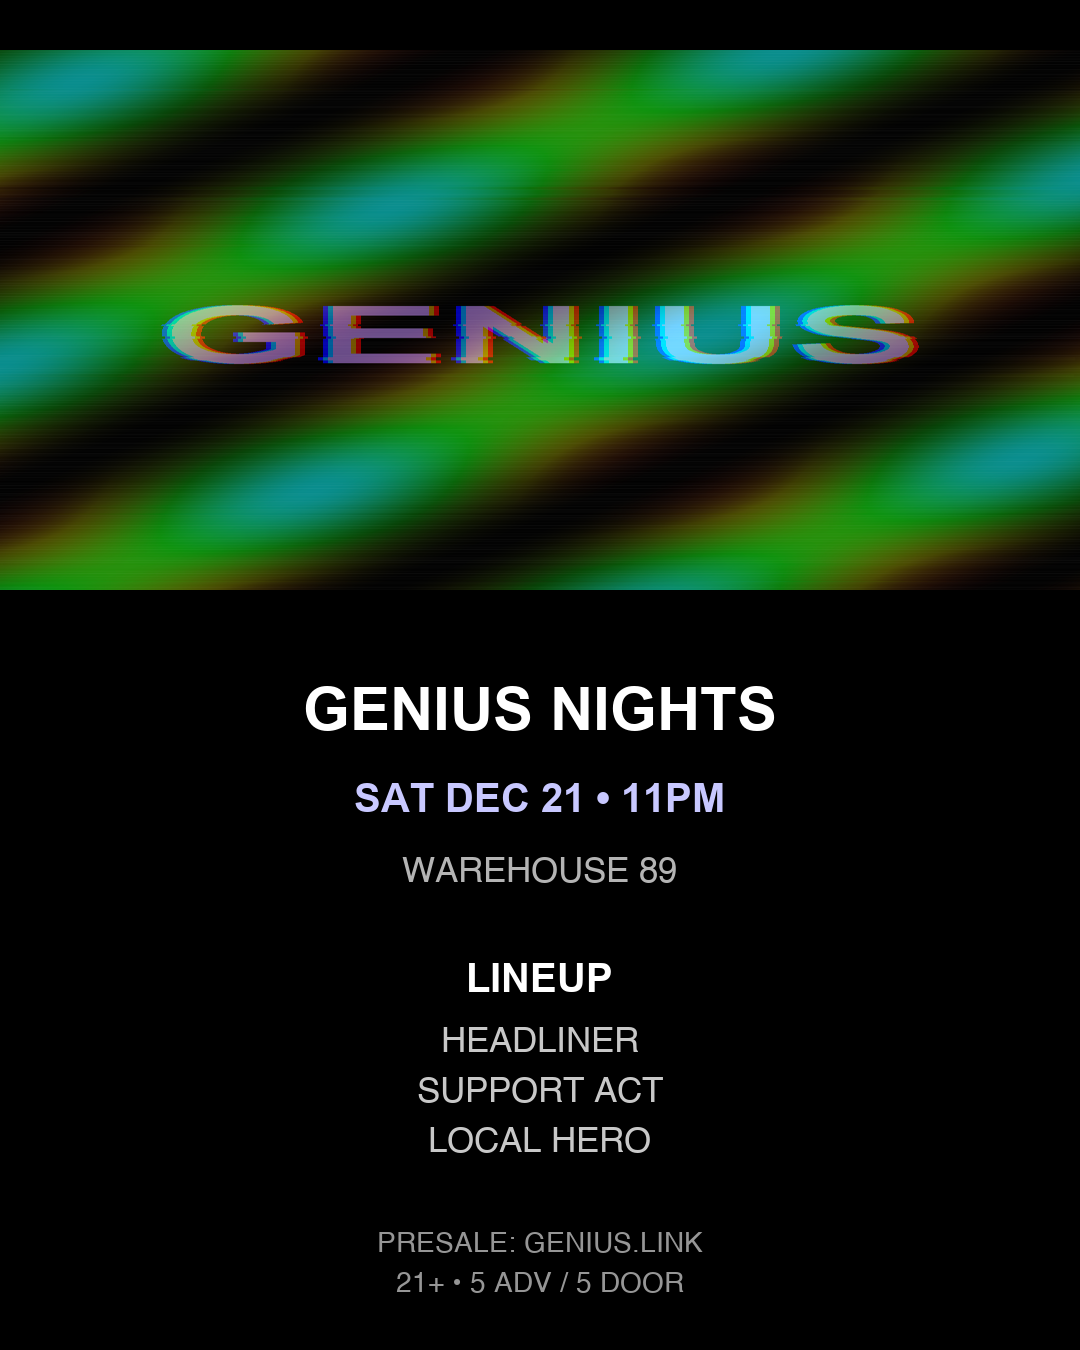 GENIUS
GENIUS NIGHTS
SAT DEC 21 • 11PM
WAREHOUSE 89
LINEUP
HEADLINER
SUPPORT ACT
LOCAL HERO
PRESALE: GENIUS.LINK
21+ • 5 ADV / 5 DOOR